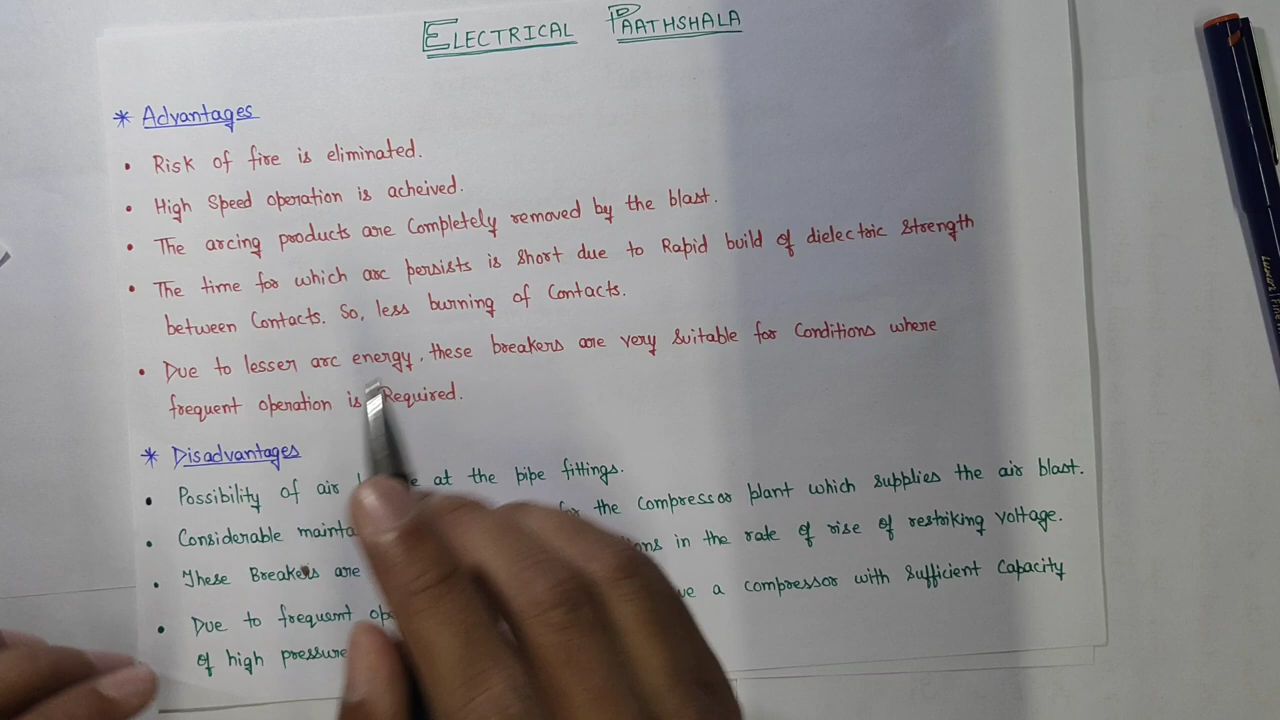 ELECTRICAL PAATHSHALA
* Advantages
• Risk of fire is eliminated.
• High Speed operation is acheived.
• The arcing products are Completely removed by the blast.
• The time for which arc persists is short due to Rapid build of dielectric strength
between Contacts. So, less burning of Contacts.
• Due to lesser arc energy, these breakers are very suitable for Conditions where
frequent operation is Required.
* Disadvantages
• Possibility of air at the pipe fittings.
• Considerable for the compressor plant which supplies the air blast.
• These Breakers are in the rate of rise of restriking voltage.
• Due to frequent a compressor with sufficient Capacity
of high pressure